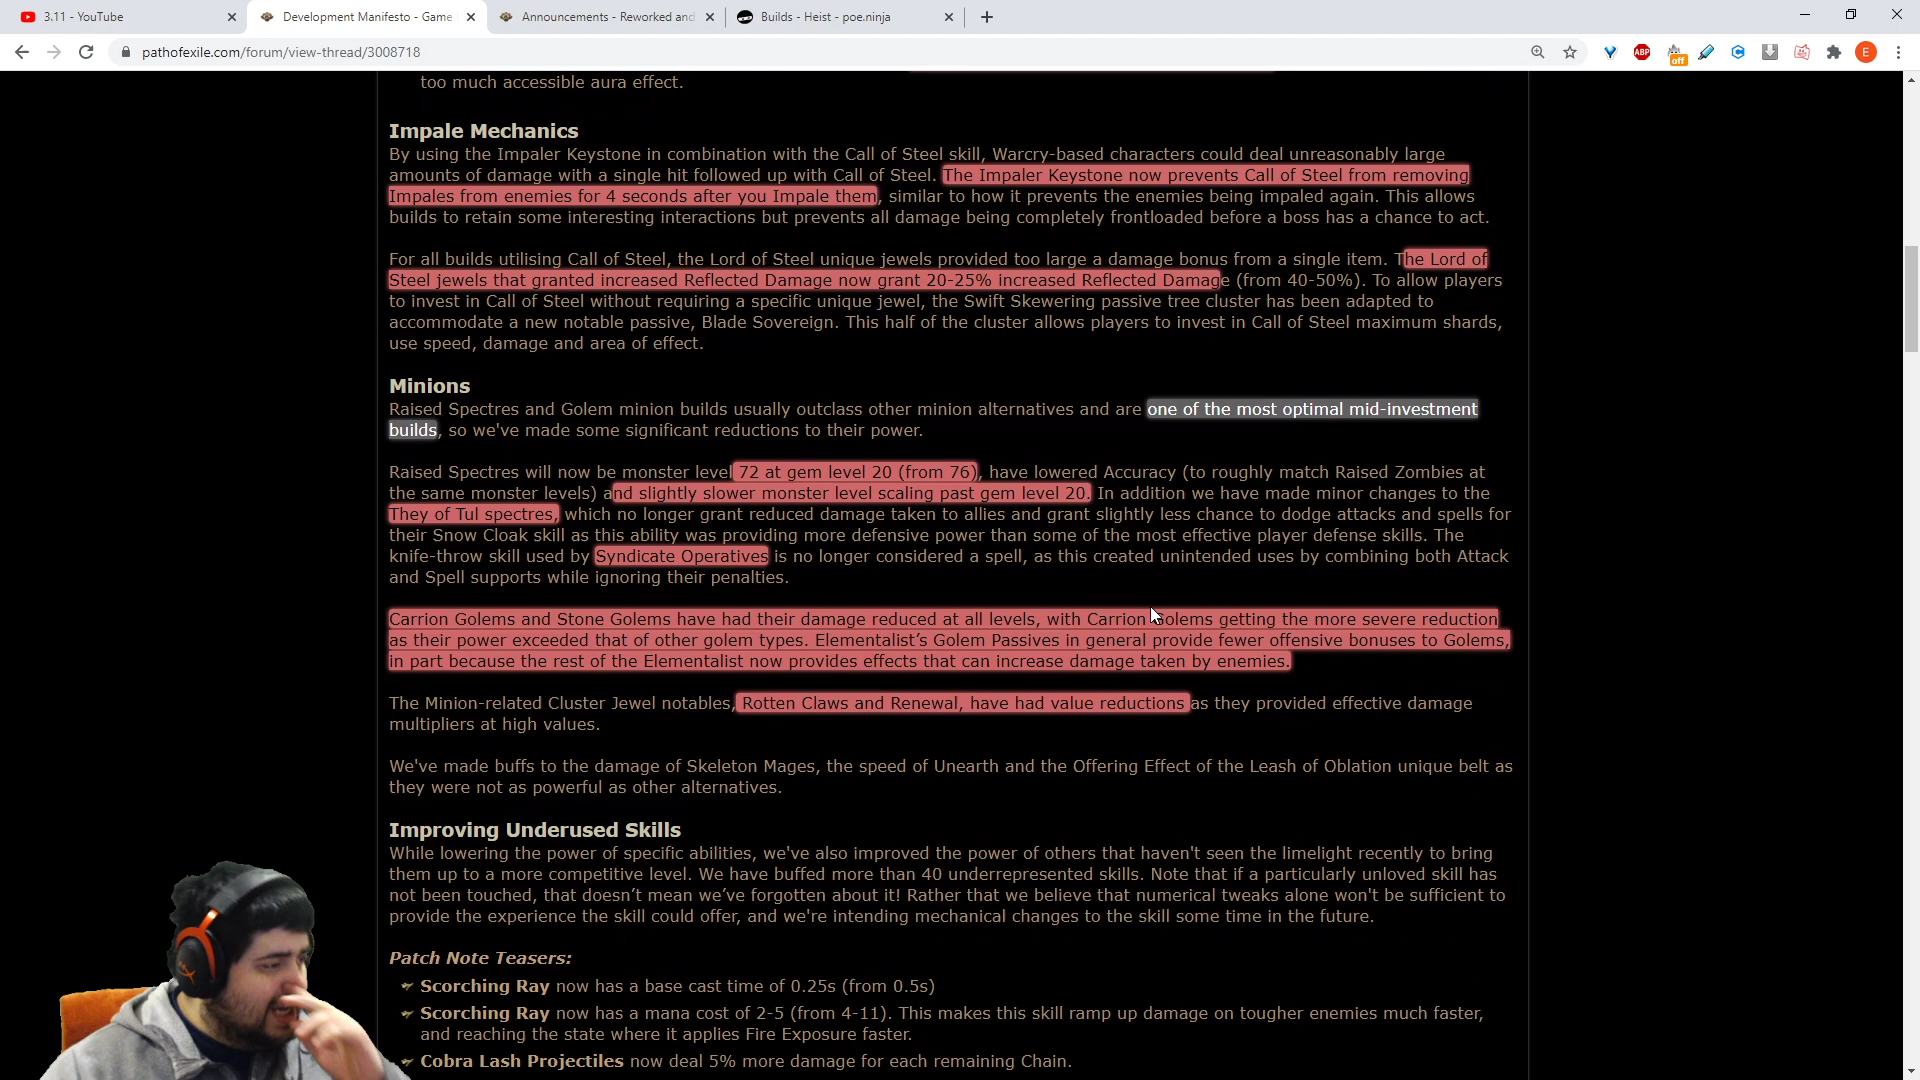 3.11 - YouTube
Development Manifesto - Game
Announcements - Reworked and
Builds - Heist - poe.ninja
pathofexile.com/forum/view-thread/3008718
ABP
off
E
too much accessible aura effect.
Impale Mechanics
By using the Impaler Keystone in combination with the Call of Steel skill, Warcry-based characters could deal unreasonably large
amounts of damage with a single hit followed up with Call of Steel. The Impaler Keystone now prevents Call of Steel from removing
Impales from enemies for 4 seconds after you Impale them, similar to how it prevents the enemies being impaled again. This allows
builds to retain some interesting interactions but prevents all damage being completely frontloaded before a boss has a chance to act.
For all builds utilising Call of Steel, the Lord of Steel unique jewels provided too large a damage bonus from a single item. The Lord of
Steel jewels that granted increased Reflected Damage now grant 20-25% increased Reflected Damage (from 40-50%). To allow players
to invest in Call of Steel without requiring a specific unique jewel, the Swift Skewering passive tree cluster has been adapted to
accommodate a new notable passive, Blade Sovereign. This half of the cluster allows players to invest in Call of Steel maximum shards,
use speed, damage and area of effect.
Minions
Raised Spectres and Golem minion builds usually outclass other minion alternatives and are one of the most optimal mid-investment
builds, so we've made some significant reductions to their power.
Raised Spectres will now be monster level 72 at gem level 20 (from 76), have lowered Accuracy (to roughly match Raised Zombies at
the same monster levels) and slightly slower monster level scaling past gem level 20. In addition we have made minor changes to the
They of Tul spectres, which no longer grant reduced damage taken to allies and grant slightly less chance to dodge attacks and spells for
their Snow Cloak skill as this ability was providing more defensive power than some of the most effective player defense skills. The
knife-throw skill used by Syndicate Operatives is no longer considered a spell, as this created unintended uses by combining both Attack
and Spell supports while ignoring their penalties.
Carrion Golems and Stone Golems have had their damage reduced at all levels, with Carrion Golems getting the more severe reduction
as their power exceeded that of other golem types. Elementalist's Golem Passives in general provide fewer offensive bonuses to Golems,
in part because the rest of the Elementalist now provides effects that can increase damage taken by enemies.
The Minion-related Cluster Jewel notables, Rotten Claws and Renewal, have had value reductions as they provided effective damage
multipliers at high values.
We've made buffs to the damage of Skeleton Mages, the speed of Unearth and the Offering Effect of the Leash of Oblation unique belt as
they were not as powerful as other alternatives.
Improving Underused Skills
While lowering the power of specific abilities, we've also improved the power of others that haven't seen the limelight recently to bring
them up to a more competitive level. We have buffed more than 40 underrepresented skills. Note that if a particularly unloved skill has
not been touched, that doesn't mean we've forgotten about it! Rather that we believe that numerical tweaks alone won't be sufficient to
provide the experience the skill could offer, and we're intending mechanical changes to the skill some time in the future.
Patch Note Teasers:
Scorching Ray now has a base cast time of 0.25s (from 0.5s)
Scorching Ray now has a mana cost of 2-5 (from 4-11). This makes this skill ramp up damage on tougher enemies much faster,
and reaching the state where it applies Fire Exposure faster.
Cobra Lash Projectiles now deal 5% more damage for each remaining Chain.